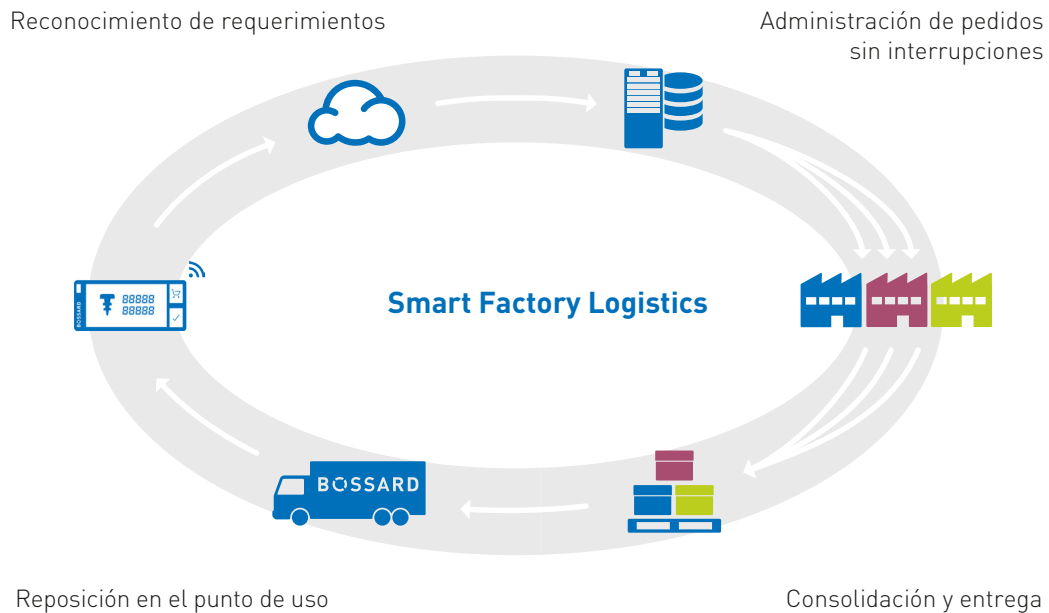 Reconocimiento de requerimientos
Administración de pedidos
sin interrupciones
BOSSARD
88888
88888
Smart Factory Logistics
BOSSARD
Reposición en el punto de uso
Consolidación y entrega